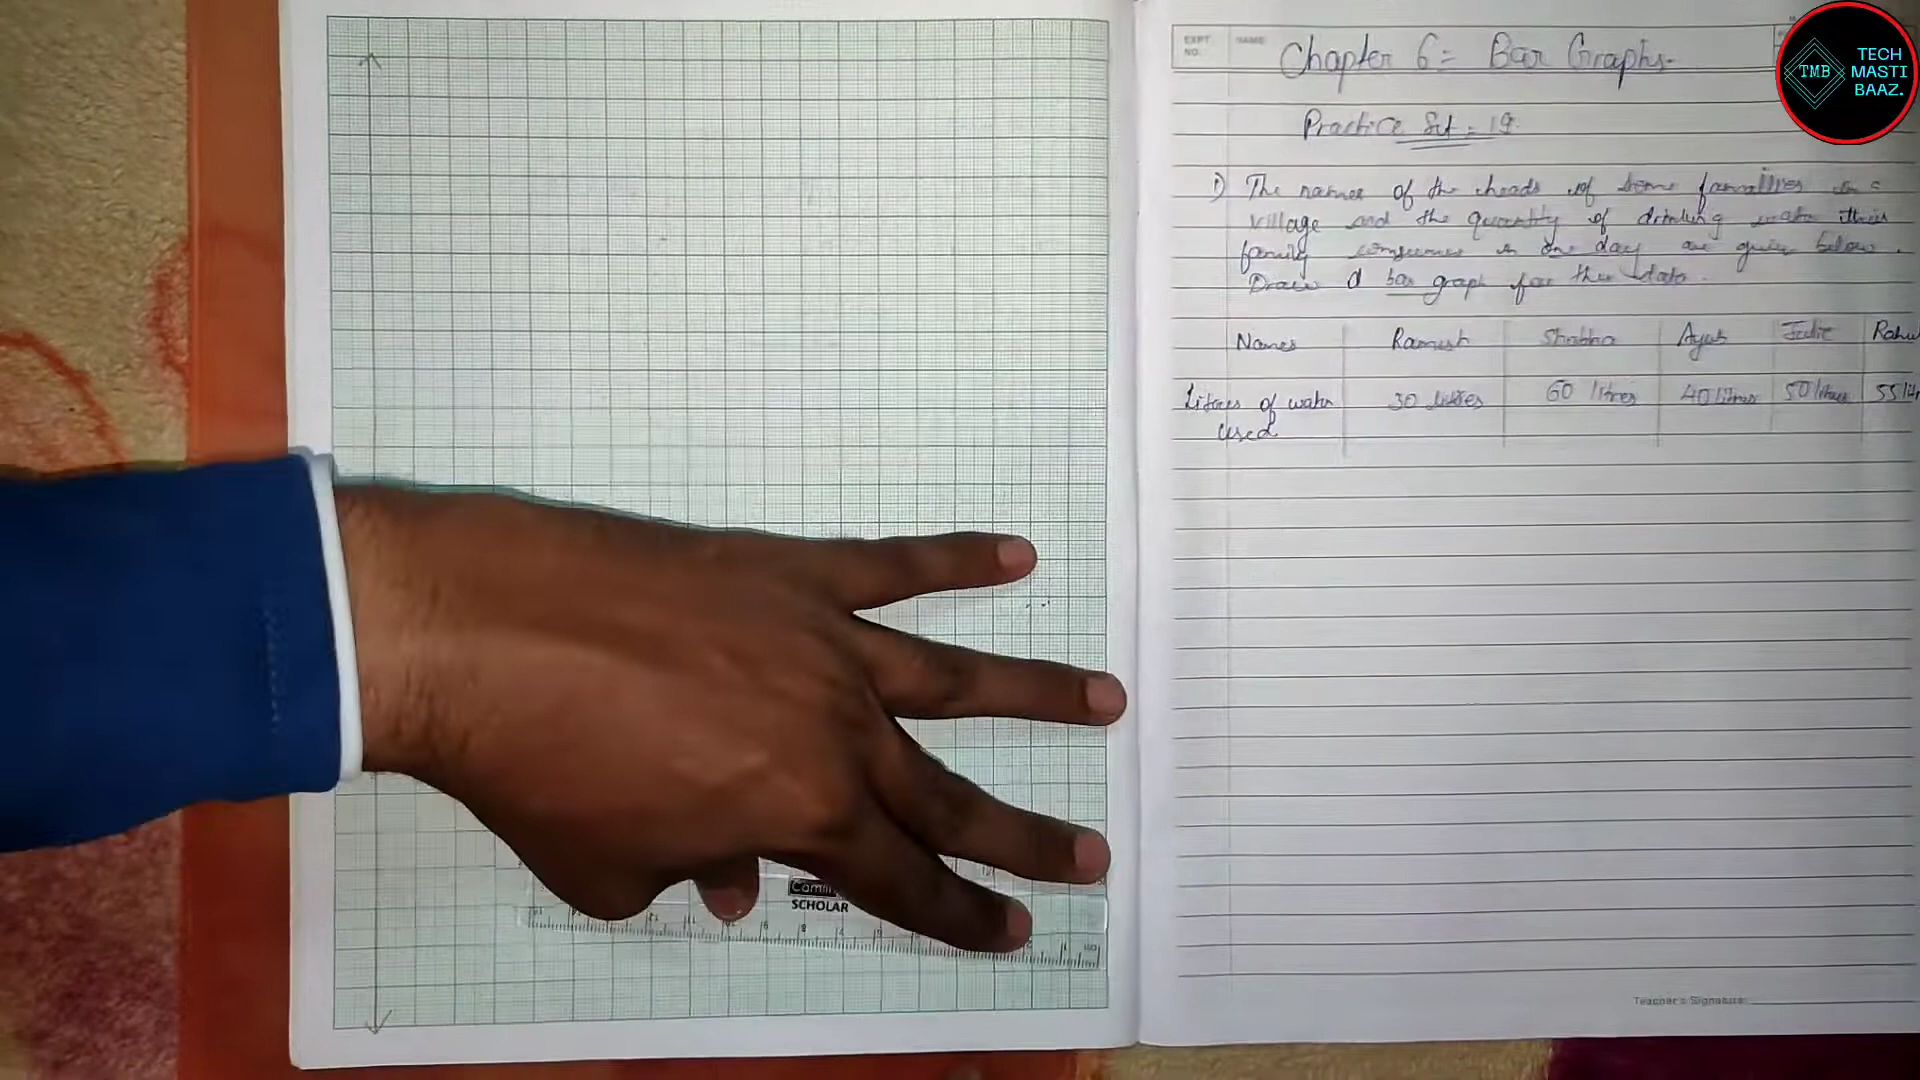 EXPT. NO.
NAME
Chapter 6 = Bar Graphs.
TMB
TECH MASTI BAAZ.
Practice Set = 19.
1) The names of the heads of some famillies in a
village and the quantity of drinking water their
family consumes in one day are given below.
Draw a bar graph for this data.
Names Ramesh Shobha Ayub Julie Rahul
Litres of water used 30 litres 60 litres 40 litres 50 litres 55 litr
Camlin
SCHOLAR
Teacher's Signature